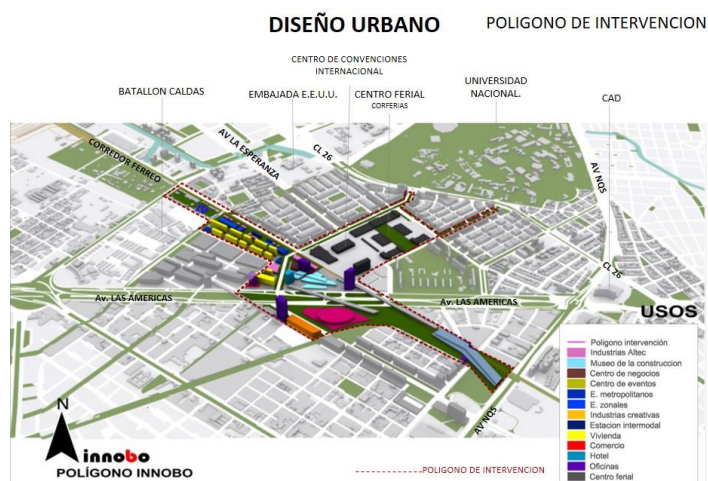 DISEÑO URBANO
POLIGONO DE INTERVENCION
CENTRO DE CONVENCIONES
INTERNACIONAL
BATALLON CALDAS
EMBAJADA E.E.U.U.
CENTRO FERIAL
CORFERIAS
UNIVERSIDAD
NACIONAL.
CAD
CORREDOR FERREO
AV LA ESPERANZA
CL 26
AV NQS
CL 26
Av. LAS AMERICAS
Av. LAS AMERICAS
AV NQS
USOS
Poligono intervención
Industrias Altec
Museo de la construccion
Centro de negocios
Centro de eventos
E. metropolitanos
E. zonales
Industrias creativas
Estacion intermodal
Vivienda
Comercio
Hotel
Oficinas
Centro ferial
N
innobo
POLÍGONO INNOBO
POLIGONO DE INTERVENCION